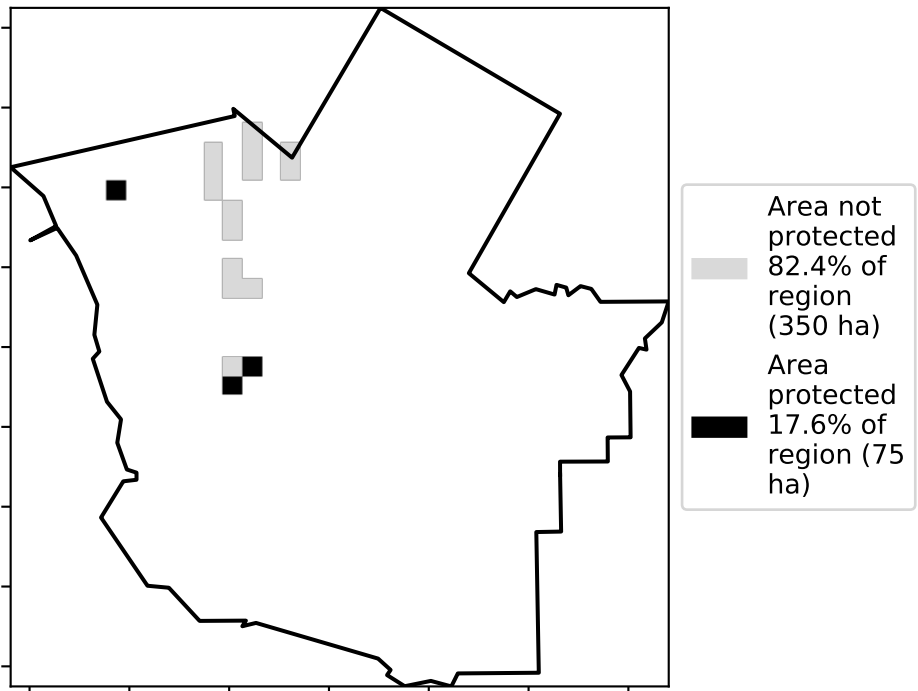 Area not
protected
82.4% of
region
(350 ha)
Area
protected
17.6% of
region (75
ha)